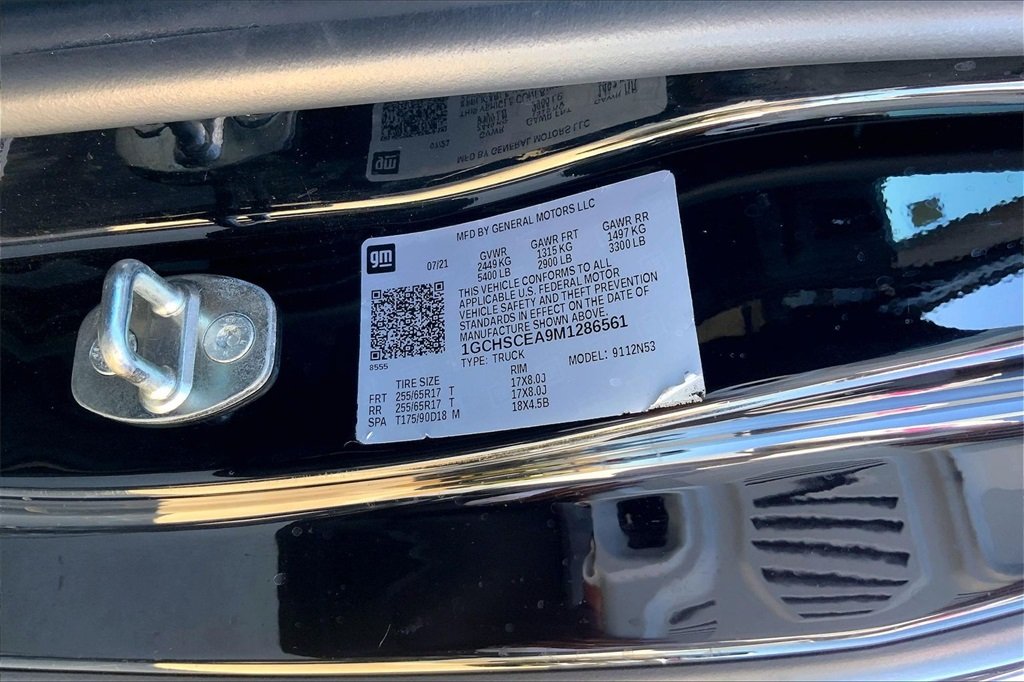 MFD BY GENERAL MOTORS LLC
gm
07/21
GVWR GAWR FRT GAWR RR
2449 KG 1315 KG 1497 KG
5400 LB 2900 LB 3300 LB
THIS VEHICLE CONFORMS TO ALL
APPLICABLE U.S. FEDERAL MOTOR
VEHICLE SAFETY AND THEFT PREVENTION
STANDARDS IN EFFECT ON THE DATE OF
MANUFACTURE SHOWN ABOVE.
1GCHSCEA9M1286561
8555
TYPE: TRUCK MODEL: 9112N53
TIRE SIZE RIM
FRT 255/65R17 T 17X8.0J
RR 255/65R17 T 17X8.0J
SPA T175/90D18 M 18X4.5B